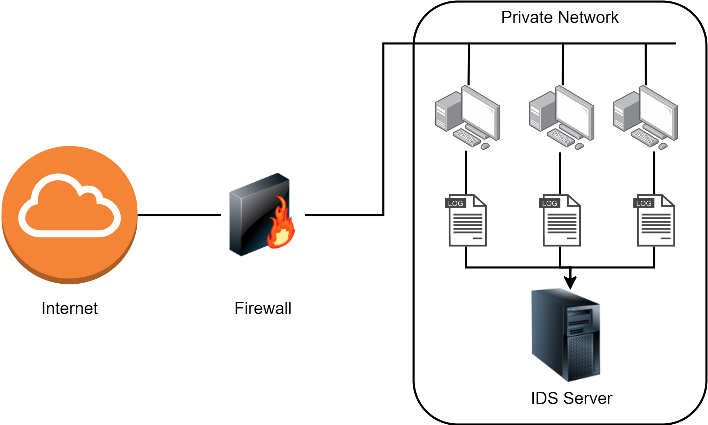 Private Network
LOG
LOG
LOG
Internet
Firewall
IDS Server